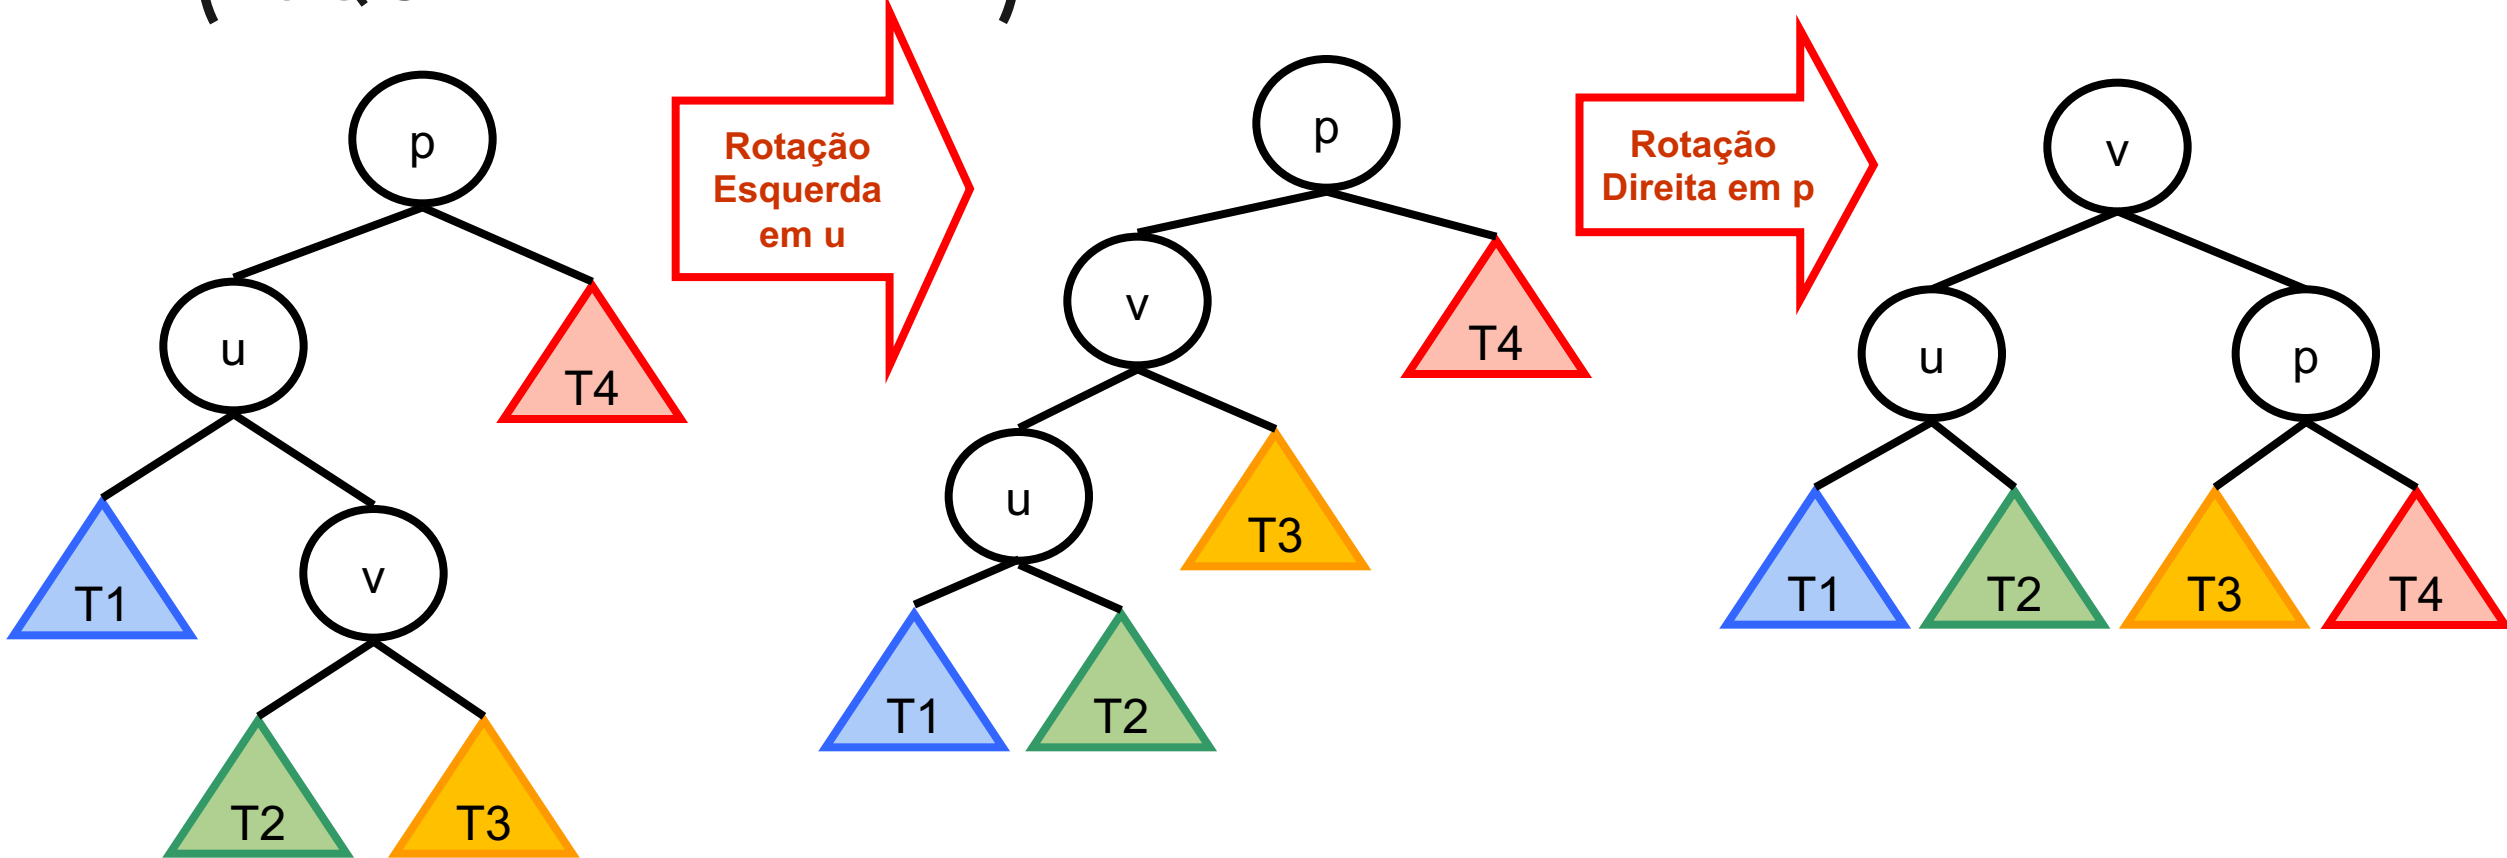 p
u
T4
T1
v
T2
T3
Rotação
Esquerda
em u
p
v
T4
u
T3
T1
T2
Rotação
Direita em p
v
u
p
T1
T2
T3
T4